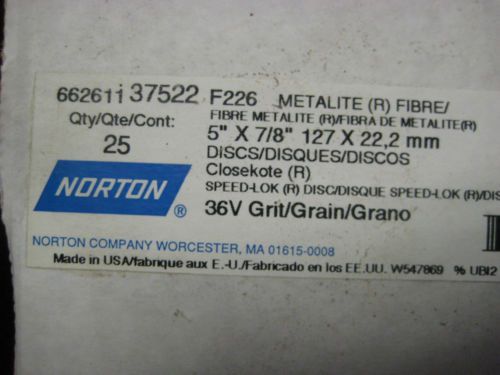 662611 37522 F226 METALITE (R) FIBRE/
FIBRE METALITE (R)/FIBRA DE METALITE(R)
Qty/Qte/Cont:
25
5" X 7/8" 127 X 22,2 mm
DISCS/DISQUES/DISCOS
Closekote (R)
SPEED-LOK (R) DISC/DISQUE SPEED-LOK (R)/DIS
36V Grit/Grain/Grano
NORTON ®
NORTON COMPANY WORCESTER, MA 01615-0008
Made in USA/fabrique aux E.-U./Fabricado en los EE.UU. W547869 % UBI2